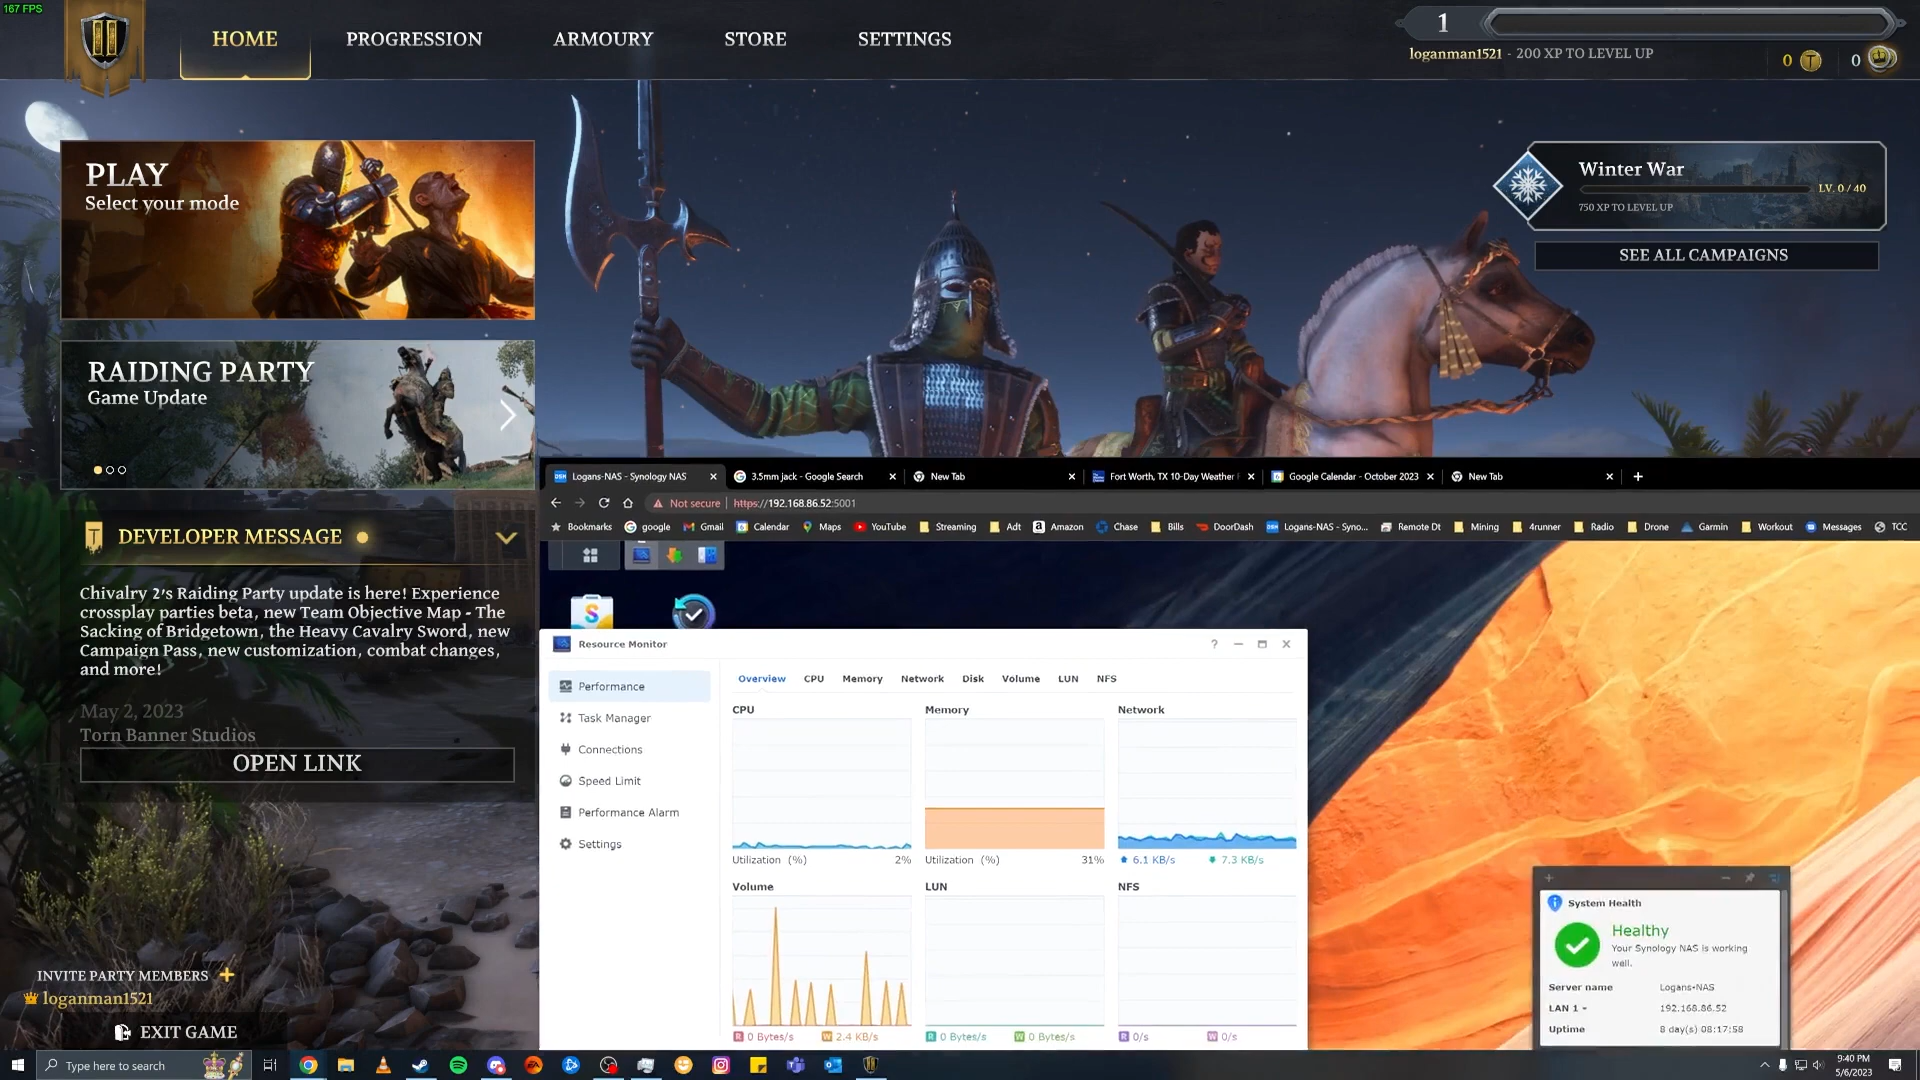 167 FPS
HOME
PROGRESSION
ARMOURY
STORE
SETTINGS
1
loganman1521 - 200 XP TO LEVEL UP
0
0
PLAY
Select your mode
Winter War
LV. 0 / 40
750 XP TO LEVEL UP
SEE ALL CAMPAIGNS
RAIDING PARTY
Game Update
DEVELOPER MESSAGE
Chivalry 2's Raiding Party update is here! Experience
crossplay parties beta, new Team Objective Map - The
Sacking of Bridgetown, the Heavy Cavalry Sword, new
Campaign Pass, new customization, combat changes,
and more!
May 2, 2023
Torn Banner Studios
OPEN LINK
INVITE PARTY MEMBERS +
loganman1521
EXIT GAME
Logans-NAS - Synology NAS
3.5mm jack - Google Search
New Tab
Fort Worth, TX 10-Day Weather F
Google Calendar - October 2023
New Tab
Not secure
https://192.168.86.52:5001
Bookmarks
google
Gmail
Calendar
Maps
YouTube
Streaming
Adt
Amazon
Chase
Bills
DoorDash
Logans-NAS - Syno...
Remote Dt
Mining
4runner
Radio
Drone
Garmin
Workout
Messages
TCC
Resource Monitor
Performance
Task Manager
Connections
Speed Limit
Performance Alarm
Settings
Overview
CPU
Memory
Network
Disk
Volume
LUN
NFS
CPU
Utilization (%)
2%
Memory
Utilization (%)
31%
Network
6.1 KB/s
7.3 KB/s
Volume
R 0 Bytes/s
W 2.4 KB/s
LUN
R 0 Bytes/s
W 0 Bytes/s
NFS
R 0/s
W 0/s
System Health
Healthy
Your Synology NAS is working
well.
Server name
Logans-NAS
LAN 1
192.168.86.52
Uptime
8 day(s) 08:17:58
Type here to search
9:40 PM
5/6/2023